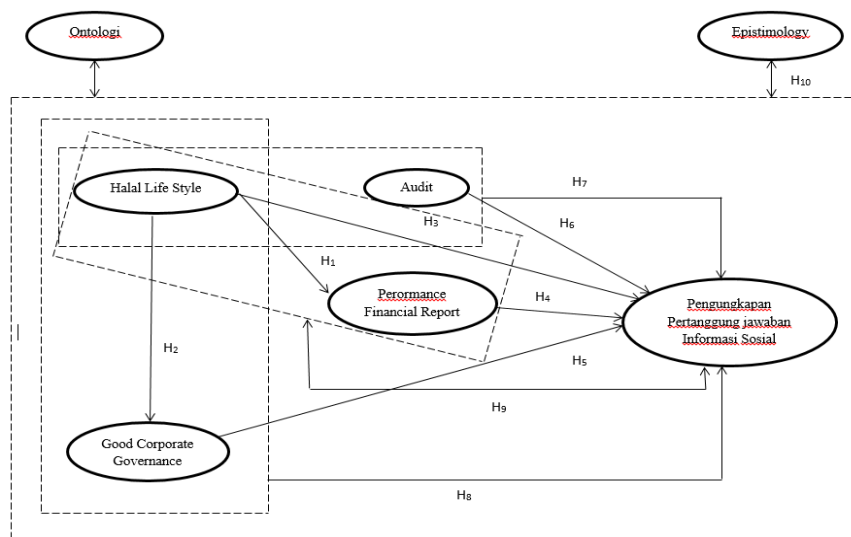 Ontologi
Epistimology
H10
Halal Life Style
Audit
H7
H3
H6
H1
Perormance
Financial Report
H4
Pengungkapan
Pertanggung jawaban
Informasi Sosial
H2
H5
H9
Good Corporate
Governance
H8